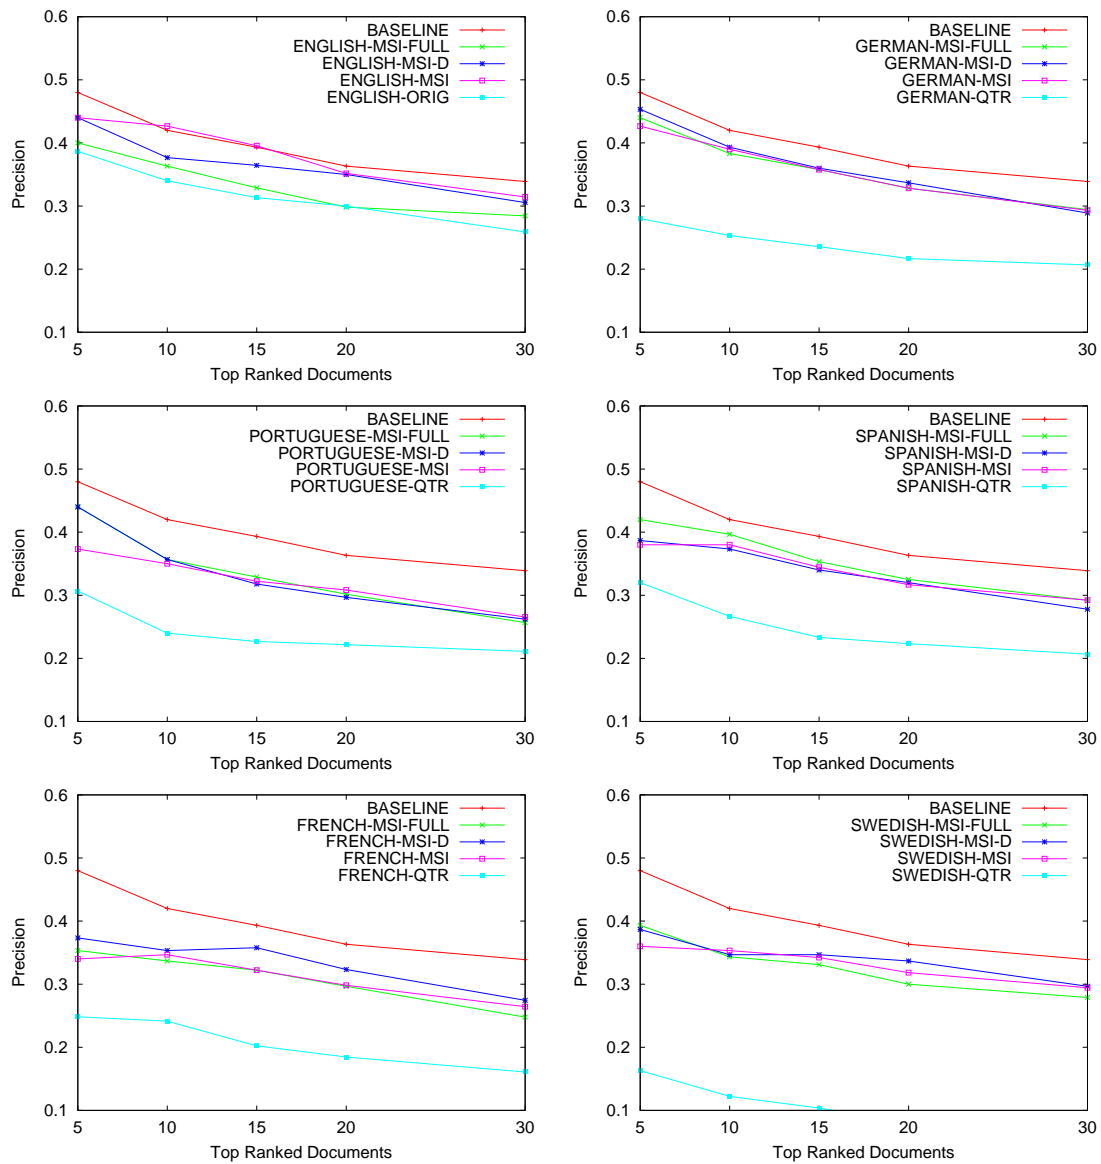 0.6
0.5
0.4
0.3
0.2
0.1
5
10
15
20
30
Precision
Top Ranked Documents
BASELINE
ENGLISH-MSI-FULL
ENGLISH-MSI-D
ENGLISH-MSI
ENGLISH-ORIG
0.6
0.5
0.4
0.3
0.2
0.1
5
10
15
20
30
Precision
Top Ranked Documents
BASELINE
GERMAN-MSI-FULL
GERMAN-MSI-D
GERMAN-MSI
GERMAN-QTR
0.6
0.5
0.4
0.3
0.2
0.1
5
10
15
20
30
Precision
Top Ranked Documents
BASELINE
PORTUGUESE-MSI-FULL
PORTUGUESE-MSI-D
PORTUGUESE-MSI
PORTUGUESE-QTR
0.6
0.5
0.4
0.3
0.2
0.1
5
10
15
20
30
Precision
Top Ranked Documents
BASELINE
SPANISH-MSI-FULL
SPANISH-MSI-D
SPANISH-MSI
SPANISH-QTR
0.6
0.5
0.4
0.3
0.2
0.1
5
10
15
20
30
Precision
Top Ranked Documents
BASELINE
FRENCH-MSI-FULL
FRENCH-MSI-D
FRENCH-MSI
FRENCH-QTR
0.6
0.5
0.4
0.3
0.2
0.1
5
10
15
20
30
Precision
Top Ranked Documents
BASELINE
SWEDISH-MSI-FULL
SWEDISH-MSI-D
SWEDISH-MSI
SWEDISH-QTR